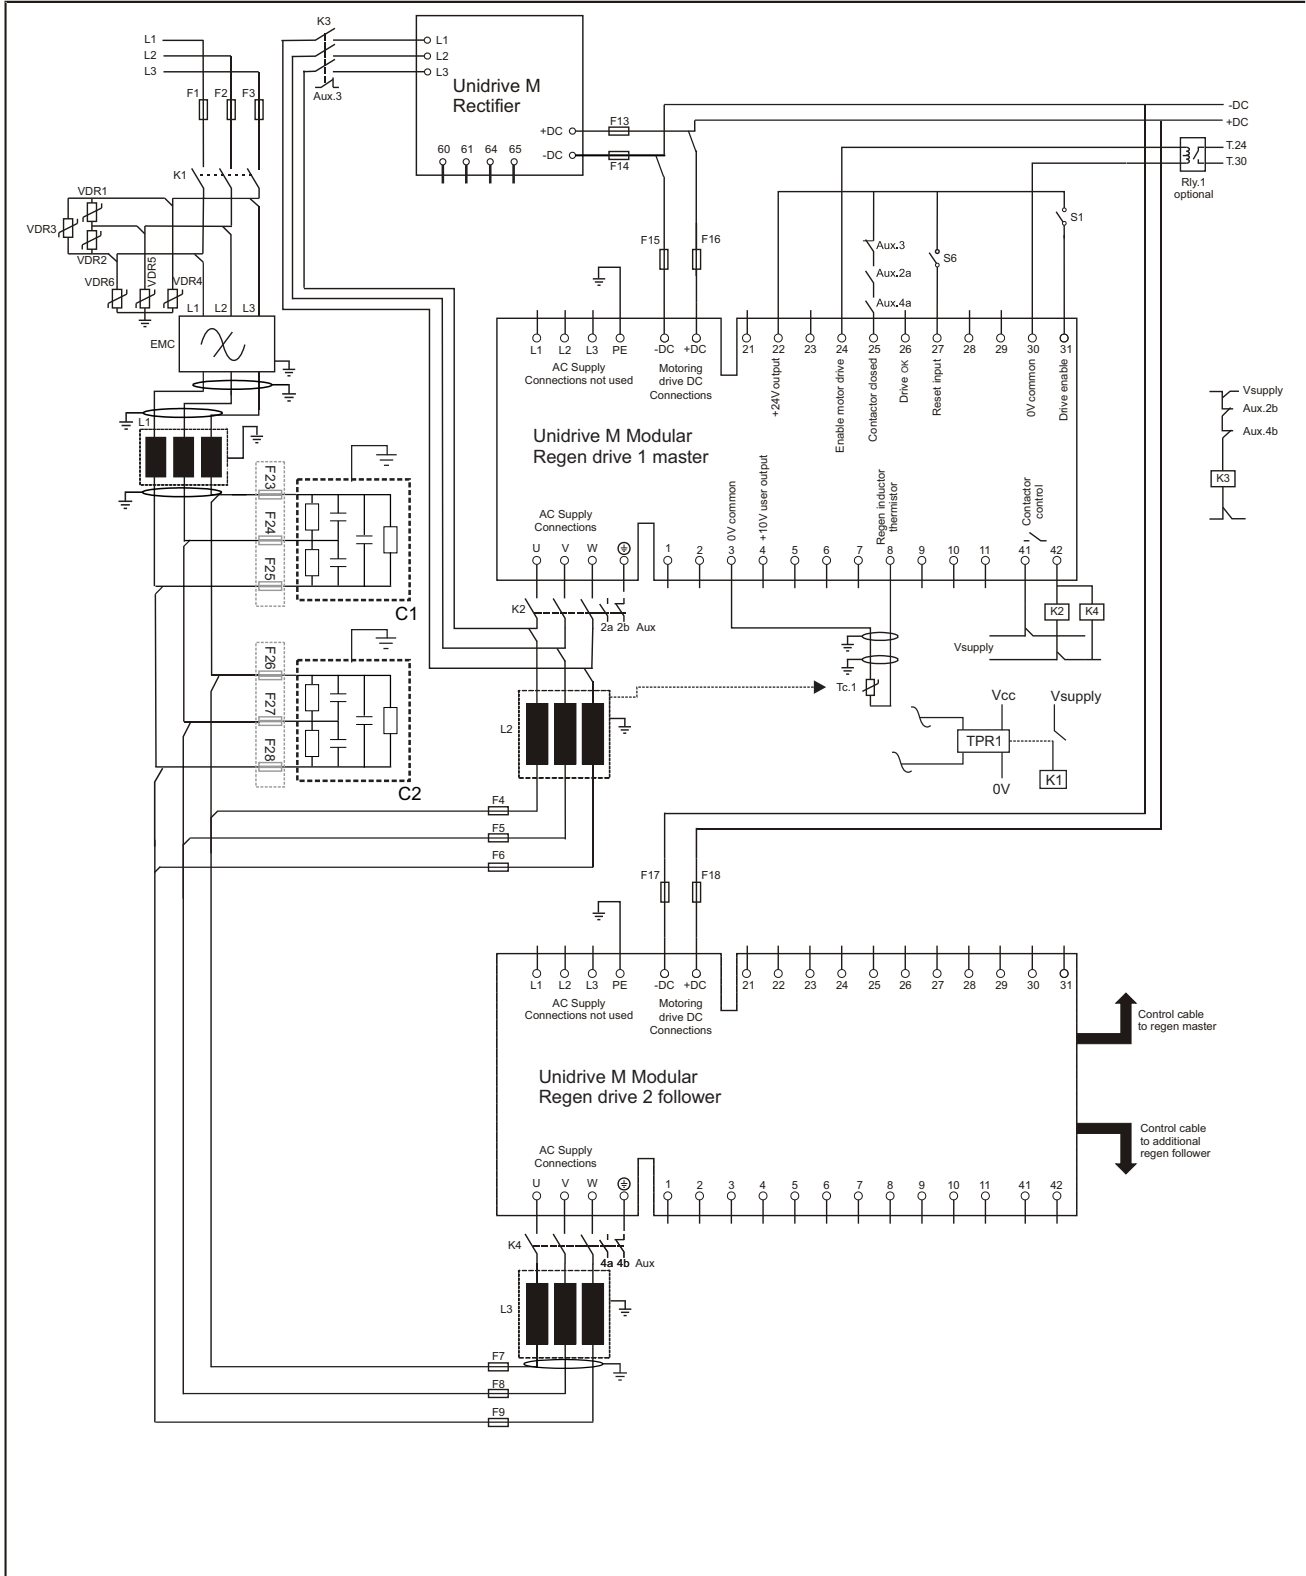 K3
L1
L2
L3
L1
L2
L3
Aux.3
Unidrive M
Rectifier
F1 F2 F3
+DC
-DC
F13
F14
60 61 64 65
-DC
+DC
T.24
T.30
Rly.1
optional
K1
VDR1
VDR3
VDR2
VDR6
VDR5
VDR4
L1 L2 L3
EMC
F15 F16
Aux.3
Aux.2a
Aux.4a
S6
S1
L1 L2 L3 PE -DC +DC
21 22 23 24 25 26 27 28 29 30 31
AC Supply
Connections not used
Motoring
drive DC
Connections
+24V output
Enable motor drive
Contactor closed
Drive OK
Reset input
0V common
Drive enable
Vsupply
Aux.2b
Aux.4b
K3
L1
Unidrive M Modular
Regen drive 1 master
F23
F24
F25
C1
AC Supply
Connections
U V W
0V common
+10V user output
Regen inductor
thermistor
Contactor
control
1 2 3 4 5 6 7 8 9 10 11 41 42
K2
2a 2b Aux
K2 K4
Vsupply
F26
F27
F28
C2
L2
Tc.1
Vcc
Vsupply
TPR1
0V
K1
F4
F5
F6
F17 F18
L1 L2 L3 PE -DC +DC
21 22 23 24 25 26 27 28 29 30 31
AC Supply
Connections not used
Motoring
drive DC
Connections
Control cable
to regen master
Unidrive M Modular
Regen drive 2 follower
Control cable
to additional
regen follower
AC Supply
Connections
U V W
1 2 3 4 5 6 7 8 9 10 11 41 42
K4
4a 4b Aux
L3
F7
F8
F9